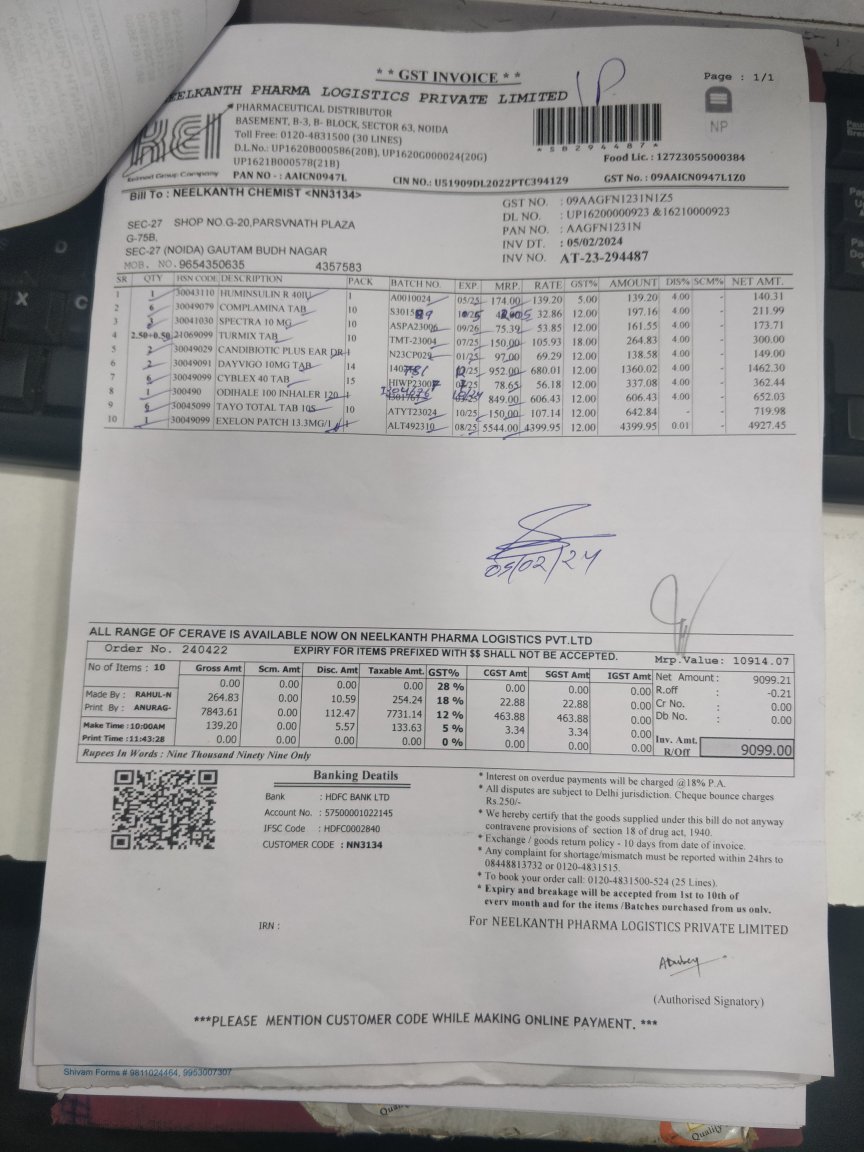 * * GST INVOICE * *
Page : 1/1
NEELKANTH PHARMA LOGISTICS PRIVATE LIMITED
PHARMACEUTICAL DISTRIBUTOR
BASEMENT, B-3, B- BLOCK, SECTOR 63, NOIDA
Toll Free: 0120-4831500 (30 LINES)
D.L.No.: UP1620B000586(20B), UP1620G000024(20G)
UP1621B000578(21B)
PAN NO - : AAICN0947L
CIN NO.: U51909DL2022PTC394129
*58294487*
NP
Food Lic. : 12723055000384
GST No. : 09AAICN0947L1Z0
KEI
Bill To : NEELKANTH CHEMIST <NN3134>
SEC-27 SHOP NO.G-20,PARSVNATH PLAZA
G-75B,
SEC-27 (NOIDA) GAUTAM BUDH NAGAR
MOB. NO.9654350635 4357583
GST NO. : 09AAGFN1231N1Z5
DL NO. : UP16200000923 &16210000923
PAN NO. : AAGFN1231N
INV DT. : 05/02/2024
INV NO. AT-23-294487
SR QTY HSN CODE DESCRIPTION PACK BATCH NO. EXP. MRP. RATE GST% AMOUNT DIS% SCM% NET AMT.
1 1 30043110 HUMINSULIN R 40IU 1 A0010024 05/25 174.00 139.20 5.00 139.20 4.00 - 140.31
2 6 30049079 COMPLAMINA TAB 10 32.86 12.00 197.16 4.00 - 211.99
3 3 30041030 SPECTRA 10 MG 10 ASPA23006 09/26 75.39 53.85 12.00 161.55 4.00 - 173.71
4 2.50+0.50 21069099 TURMIX TAB 10 TMT-23004 07/25 150.00 105.93 18.00 264.83 4.00 - 300.00
5 2 30049029 CANDIBIOTIC PLUS EAR DR 1 N23CP029 01/25 97.00 69.29 12.00 138.58 4.00 - 149.00
6 2 30049091 DAYVIGO 10MG TAB 14 952.00 680.01 12.00 1360.02 4.00 - 1462.30
7 6 30049099 CYBLEX 40 TAB 15 HIWP23007 78.65 56.18 12.00 337.08 4.00 - 362.44
8 1 300490 ODIHALE 100 INHALER 120 1 849.00 606.43 12.00 606.43 4.00 - 652.03
9 6 30045099 TAYO TOTAL TAB 10S 10 ATYT23024 10/25 150.00 107.14 12.00 642.84 - - 719.98
10 1 30049099 EXELON PATCH 13.3MG/1 1 ALT492310 08/25 5544.00 4399.95 12.00 4399.95 0.01 - 4927.45
05/02/24
ALL RANGE OF CERAVE IS AVAILABLE NOW ON NEELKANTH PHARMA LOGISTICS PVT.LTD
Order No. 240422 EXPIRY FOR ITEMS PREFIXED WITH $$ SHALL NOT BE ACCEPTED. Mrp.Value: 10914.07
No of Items : 10
Made By : RAHUL-N
Print By : ANURAG-
Make Time :10:00AM
Print Time :11:43:28
Gross Amt Scm. Amt Disc. Amt Taxable Amt. GST% CGST Amt SGST Amt IGST Amt
0.00 0.00 0.00 0.00 28 % 0.00 0.00 0.00
264.83 0.00 10.59 254.24 18 % 22.88 22.88 0.00
7843.61 0.00 112.47 7731.14 12 % 463.88 463.88 0.00
139.20 0.00 5.57 133.63 5 % 3.34 3.34 0.00
0.00 0.00 0.00 0.00 0 % 0.00 0.00 0.00
Net Amount : 9099.21
R.off : -0.21
Cr No. : 0.00
Db No. : 0.00
Inv. Amt. R/Off 9099.00
Rupees In Words : Nine Thousand Ninety Nine Only
Banking Deatils
Bank : HDFC BANK LTD
Account No. : 57500001022145
IFSC Code : HDFC0002840
CUSTOMER CODE : NN3134
* Interest on overdue payments will be charged @18% P.A.
* All disputes are subject to Delhi jurisdiction. Cheque bounce charges
Rs.250/-
* We hereby certify that the goods supplied under this bill do not anyway
contravene provisions of section 18 of drug act, 1940.
* Exchange / goods return policy - 10 days from date of invoice.
* Any complaint for shortage/mismatch must be reported within 24hrs to
08448813732 or 0120-4831515.
* To book your order call: 0120-4831500-524 (25 Lines).
* Expiry and breakage will be accepted from 1st to 10th of
every month and for the items /Batches purchased from us only.
IRN :
For NEELKANTH PHARMA LOGISTICS PRIVATE LIMITED
(Authorised Signatory)
***PLEASE MENTION CUSTOMER CODE WHILE MAKING ONLINE PAYMENT. ***
Shivam Forms # 9811024464, 9953007307
Quality